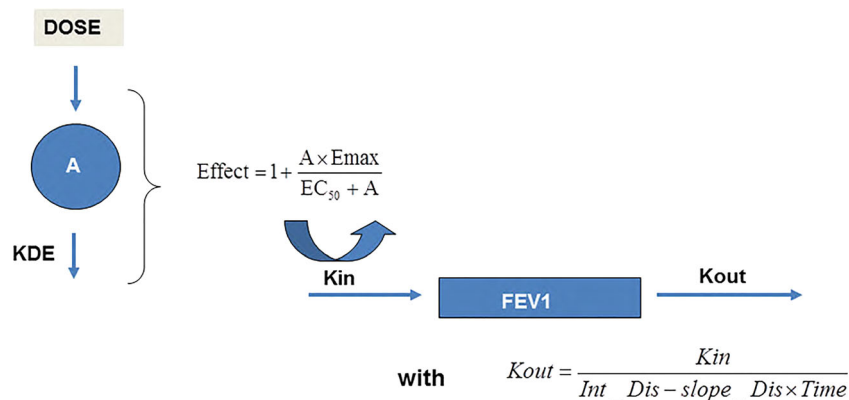 DOSE
A
KDE
Effect = 1 + A × Emax / EC50 + A
Kin
FEV1
Kout
with
Kout = Kin / Int Dis − slope Dis × Time